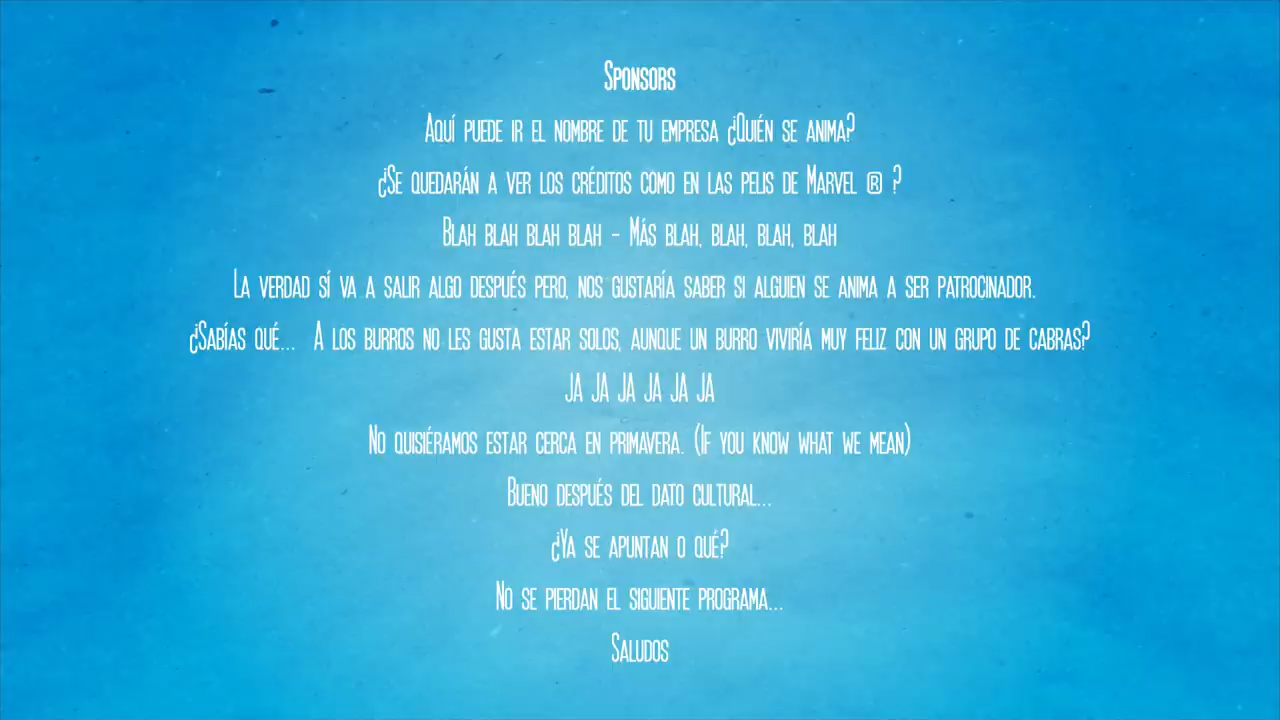 Sponsors
Aquí puede ir el nombre de tu empresa ¿Quién se anima?
¿Se quedarán a ver los créditos como en las pelis de Marvel ® ?
Blah blah blah blah - Más blah, blah, blah, blah
La verdad sí va a salir algo después pero, nos gustaría saber si alguien se anima a ser patrocinador.
¿Sabías qué... A los burros no les gusta estar solos, aunque un burro viviría muy feliz con un grupo de cabras?
JA JA JA JA JA JA
No quisiéramos estar cerca en primavera. (If you know what we mean)
Bueno después del dato cultural...
¿Ya se apuntan o qué?
No se pierdan el siguiente programa...
Saludos